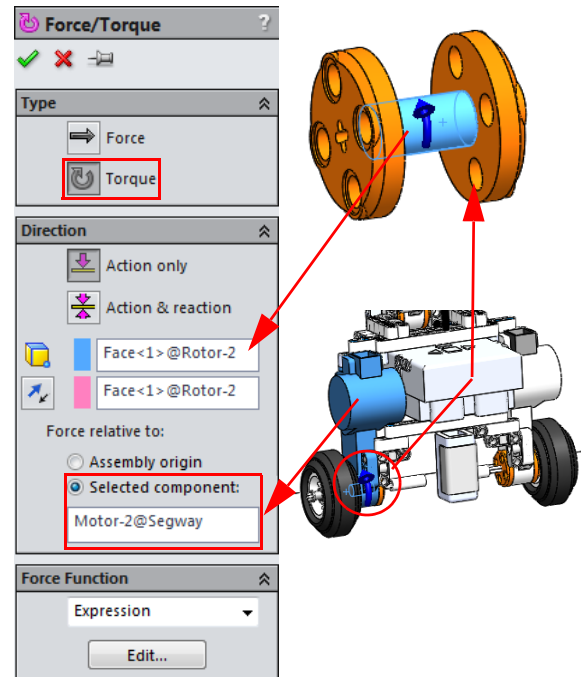 Force/Torque ?
Type
Force
Torque
Direction
Action only
Action & reaction
Face<1>@Rotor-2
Face<1>@Rotor-2
Force relative to:
Assembly origin
Selected component:
Motor-2@Segway
Force Function
Expression
Edit...